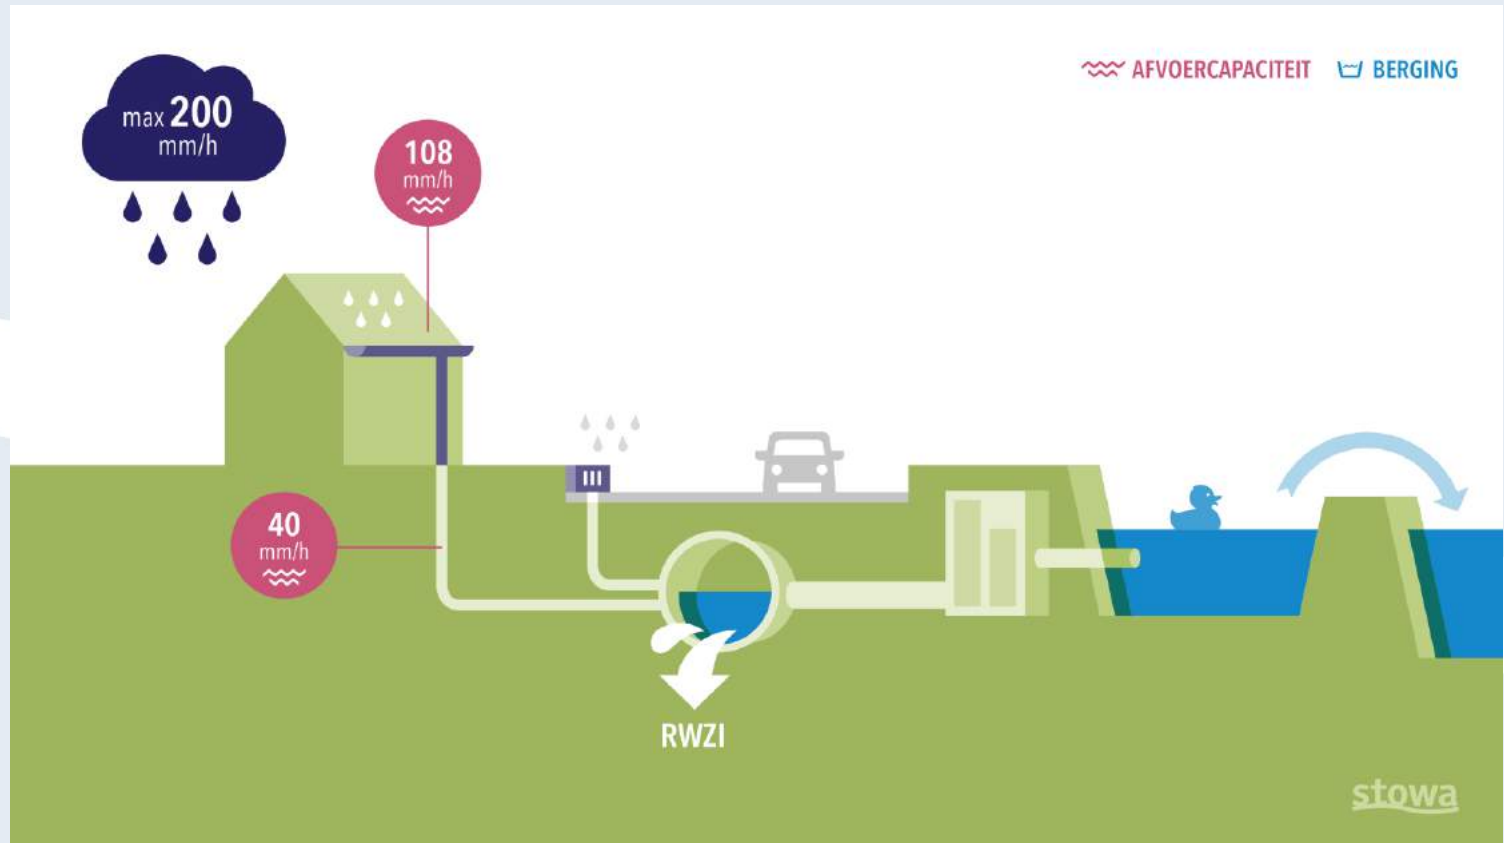 AFVOERCAPACITEIT BERGING
max 200
mm/h
108
mm/h
40
mm/h
RWZI
stowa